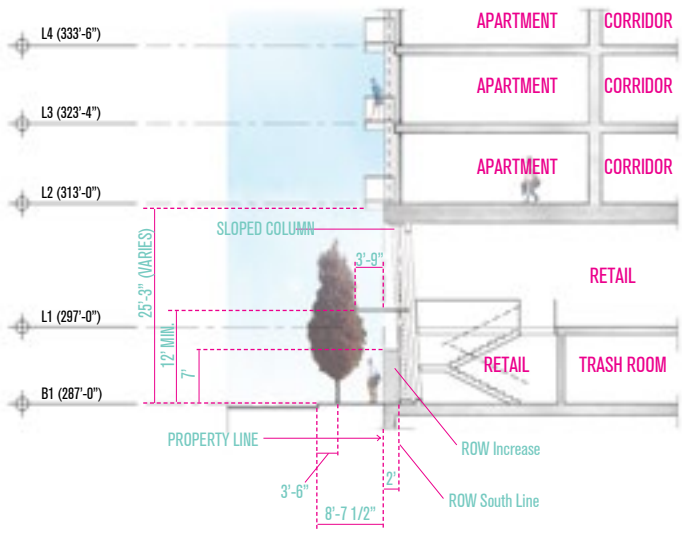 APARTMENT CORRIDOR
L4 (333'-6")
APARTMENT CORRIDOR
L3 (323'-4")
APARTMENT CORRIDOR
L2 (313'-0")
SLOPED COLUMN
25'-3" (VARIES)
3'-9"
RETAIL
L1 (297'-0")
12' MIN.
7'
RETAIL
TRASH ROOM
B1 (287'-0")
PROPERTY LINE
ROW Increase
3'-6"
2'
ROW South Line
8'-7 1/2"